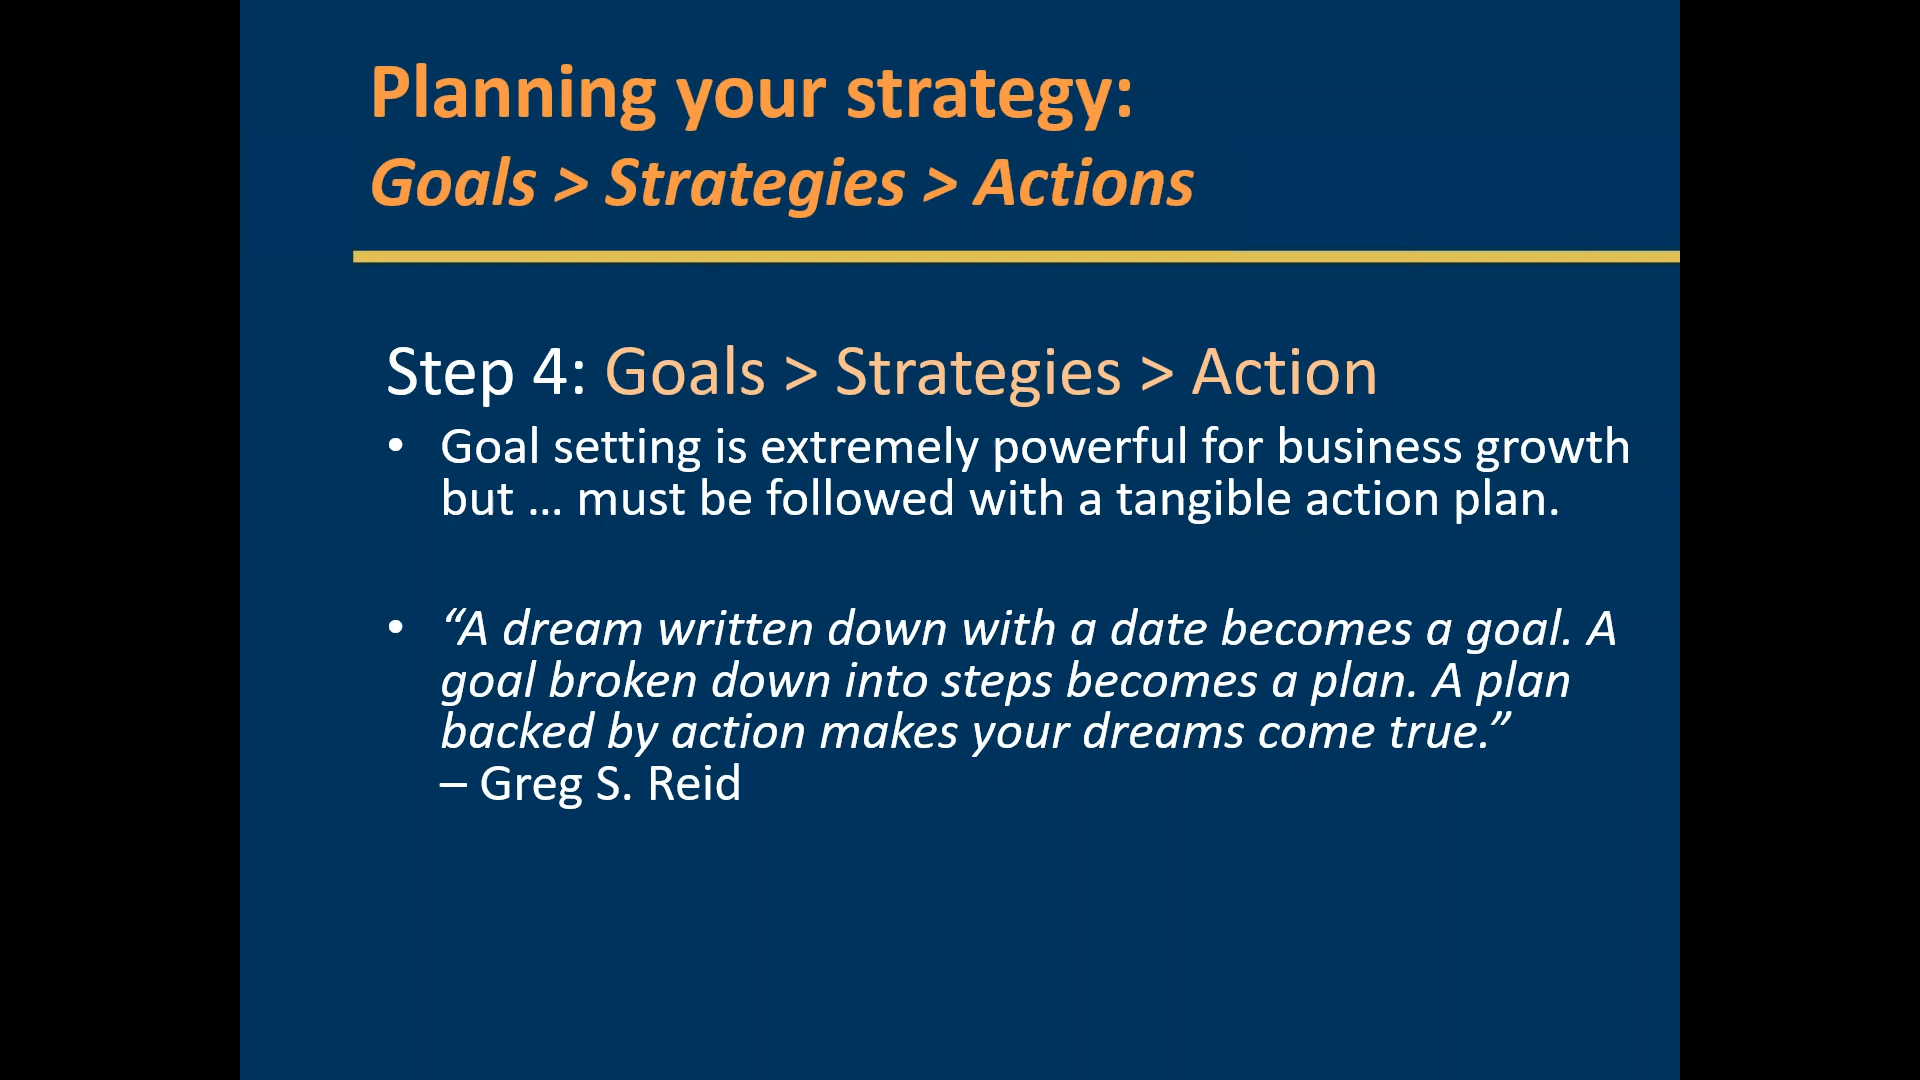 Planning your strategy:
Goals > Strategies > Actions
Step 4: Goals > Strategies > Action
• Goal setting is extremely powerful for business growth
but … must be followed with a tangible action plan.
• “A dream written down with a date becomes a goal. A
goal broken down into steps becomes a plan. A plan
backed by action makes your dreams come true.”
– Greg S. Reid